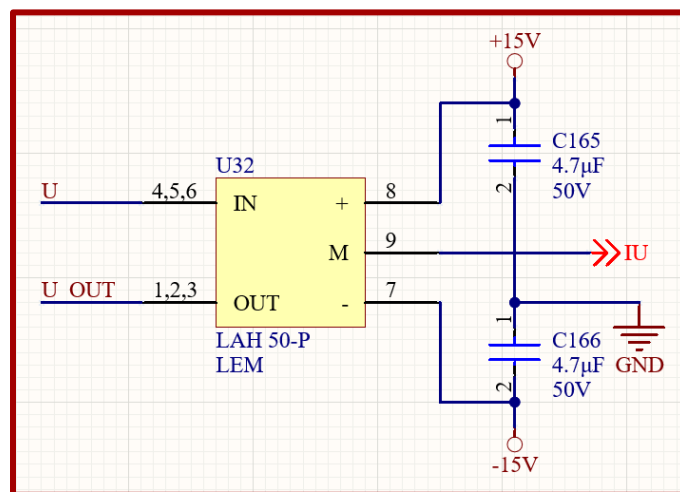 +15V
1
C165
4.7μF
50V
2
U32
U
4,5,6
IN
+
8
M
9
IU
U_OUT
1,2,3
OUT
-
7
LAH 50-P
LEM
1
C166
4.7μF
50V
2
GND
-15V